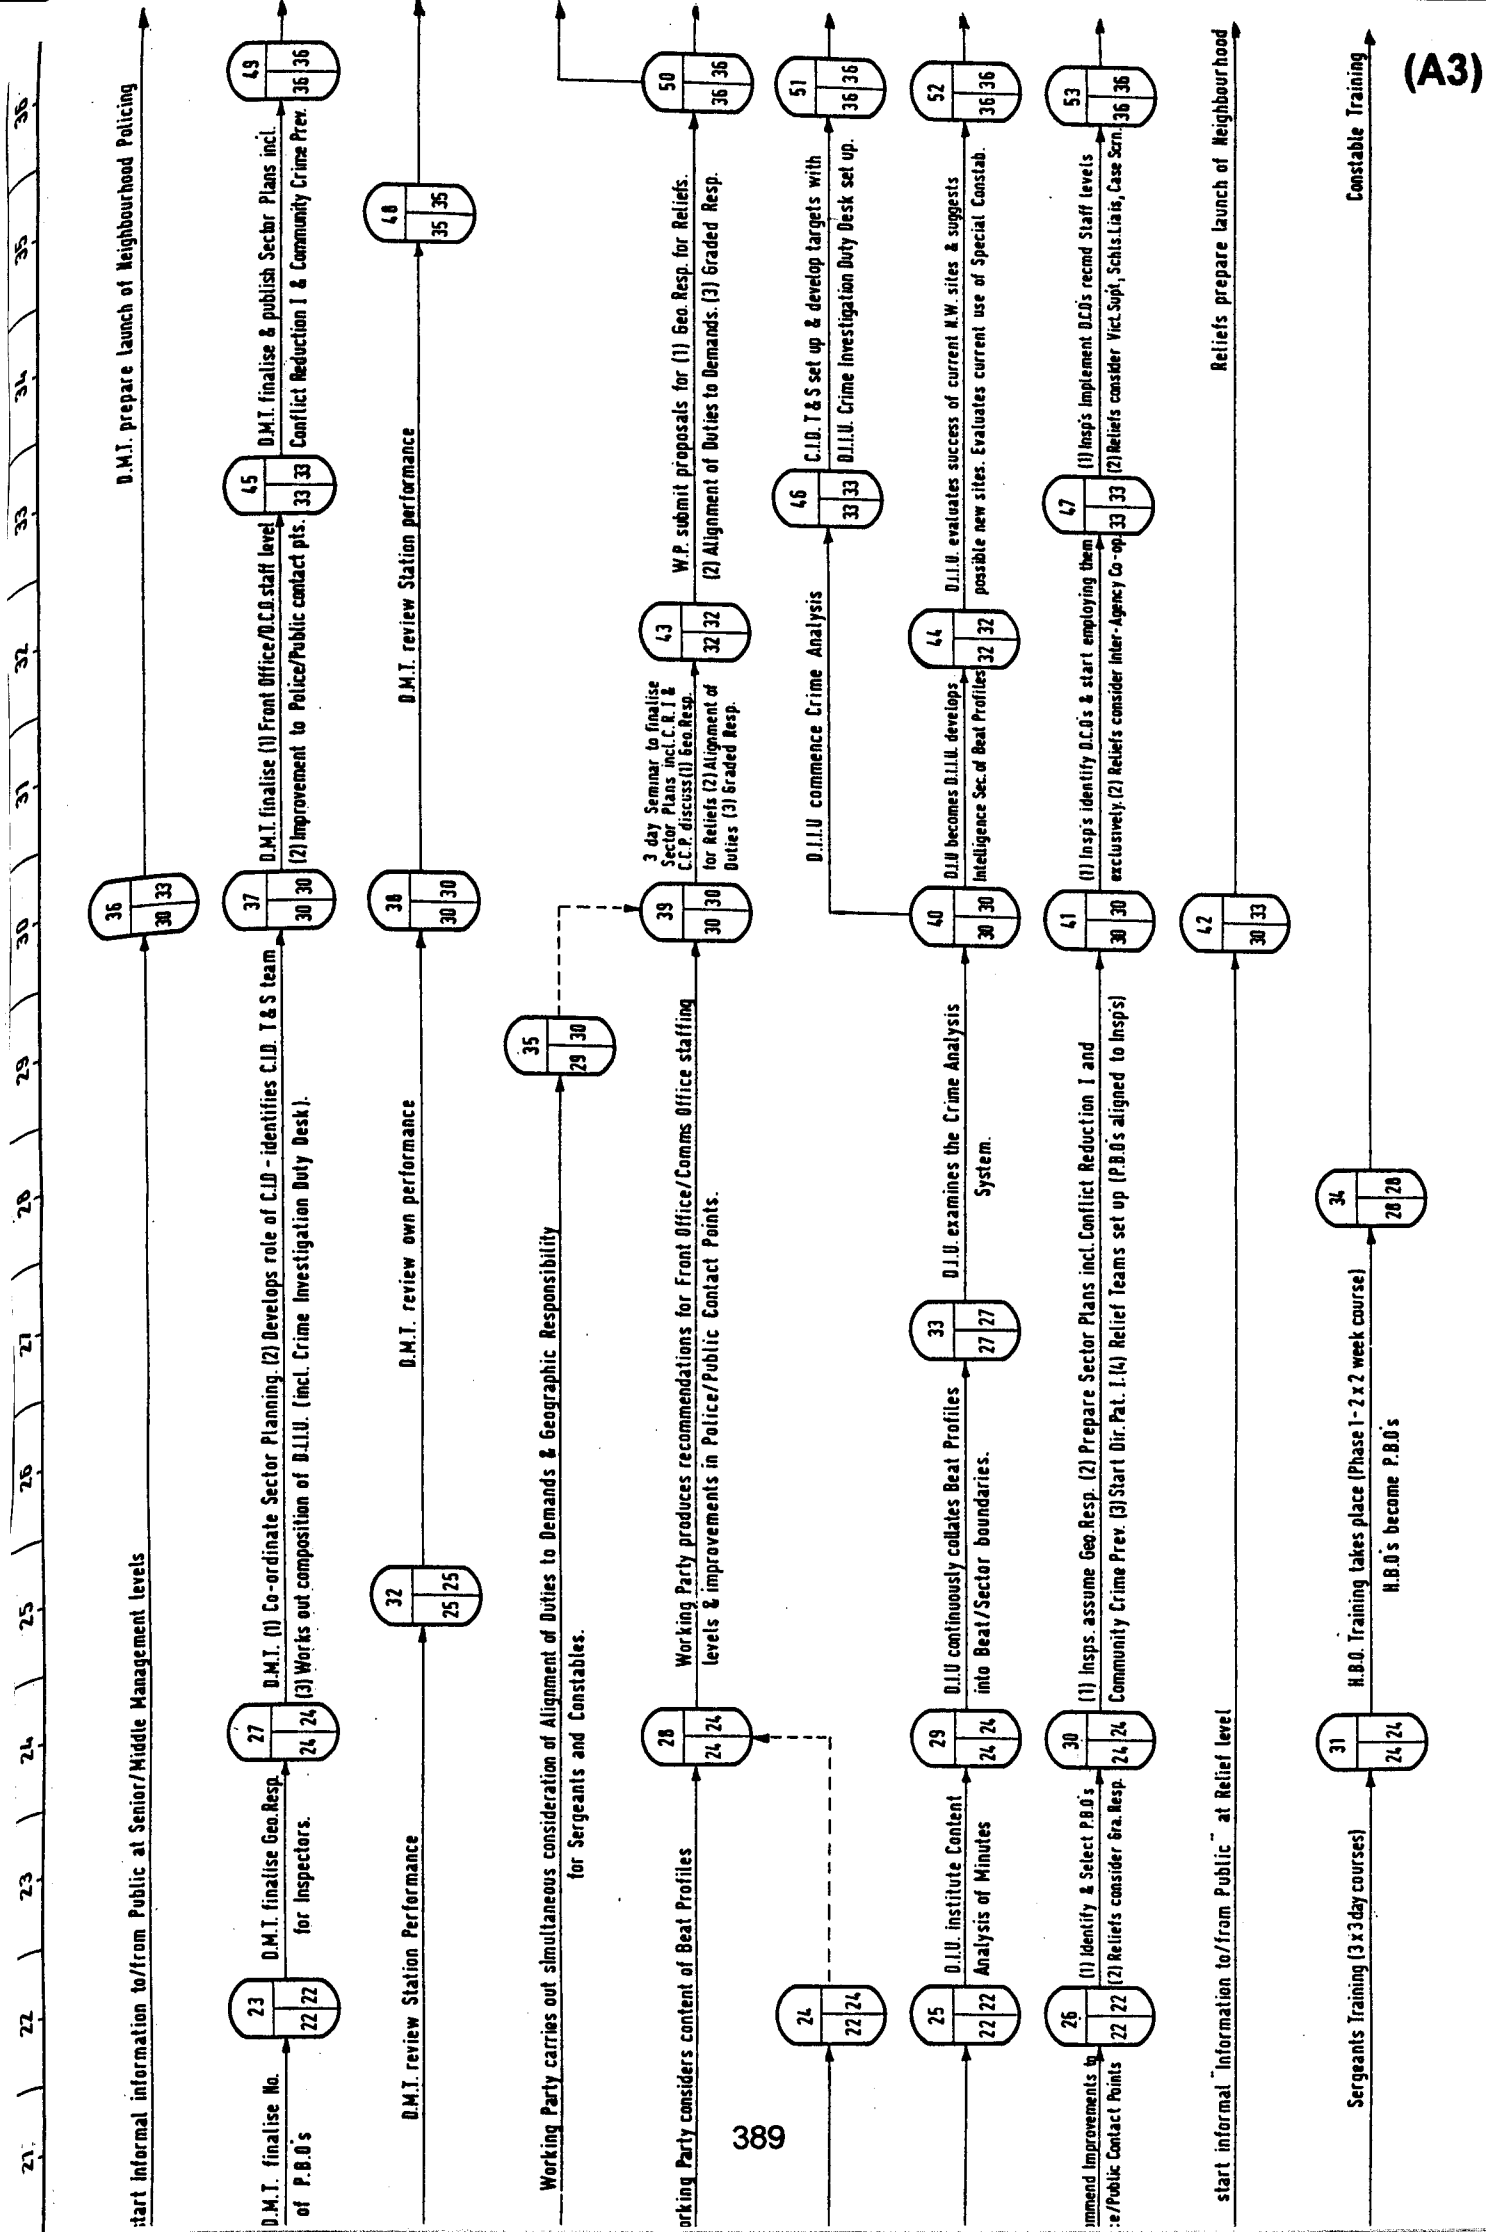 21 22 23 24 25 26 27 28 29 30 31 32 33 34 35 36
start informal information to/from Public at Senior/Middle Management levels
36
30 33
D.M.T. prepare launch of Neighbourhood Policing
D.M.T. finalise No.
of P.B.O's
23
22 22
D.M.T. finalise Geo.Resp.
for Inspectors.
27
24 24
D.M.T. (1) Co-ordinate Sector Planning. (2) Develops role of C.I.D - identifies C.I.D. T & S team
(3) Works out composition of D.I.I.U. (incl. Crime Investigation Duty Desk).
37
30 30
D.M.T. finalise (1) Front Office/D.C.O. staff level
(2) Improvement to Police/Public contact pts.
45
33 33
D.M.T. finalise & publish Sector Plans incl.
Conflict Reduction I & Community Crime Prev.
49
36 36
D.M.T. review Station Performance
32
25 25
D.M.T. review own performance
38
30 30
D.M.T. review Station performance
48
35 35
Working Party carries out simultaneous consideration of Alignment of Duties to Demands & Geographic Responsibility
for Sergeants and Constables.
35
29 30
orking Party considers content of Beat Profiles
28
24 24
Working Party produces recommendations for Front Office/Comms Office staffing
levels & improvements in Police/Public Contact Points.
39
30 30
3 day Seminar to finalise
Sector Plans incl. C.R.I &
C.C.P. discuss (1) Geo.Resp.
for Reliefs (2) Alignment of
Duties (3) Graded Resp.
43
32 32
W.P. submit proposals for (1) Geo. Resp. for Reliefs.
(2) Alignment of Duties to Demands. (3) Graded Resp.
50
36 36
24
22 24
D.I.I.U commence Crime Analysis
46
33 33
C.I.D. T & S set up & develop targets with
D.I.I.U. Crime Investigation Duty Desk set up.
51
36 36
25
22 22
D.I.U. institute Content
Analysis of Minutes
29
24 24
D.I.U continuously collates Beat Profiles
into Beat/Sector boundaries.
33
27 27
D.I.U. examines the Crime Analysis
System.
40
30 30
D.I.U becomes D.I.I.U. develops
Intelligence Sec. of Beat Profiles
44
32 32
D.I.I.U. evaluates success of current N.W. sites & suggests
possible new sites. Evaluates current use of Special Constab.
52
36 36
mmend Improvements to
ce/Public Contact Points
26
22 22
(1) Identify & Select P.B.O's
(2) Reliefs consider Gra. Resp.
30
24 24
(1) Insps. assume Geo.Resp. (2) Prepare Sector Plans incl. Conflict Reduction I and
Community Crime Prev. (3) Start Dir. Pat. I. (4) Relief Teams set up (P.B.O's aligned to Insp's)
41
30 30
(1) Insp's identify D.C.O's & start employing them
exclusively. (2) Reliefs consider Inter-Agency Co-op.
47
33 33
(1) Insp's Implement D.C.O's recmd Staff levels
(2) Reliefs consider Vict.Supt, Schls.Liais, Case Scrn.
53
36 36
start informal "Information to/from Public" at Relief level
42
30 33
Reliefs prepare launch of Neighbourhood
Sergeants Training (3 x 3 day courses)
31
24 24
H.B.O. Training takes place (Phase 1 - 2 x 2 week course)
H.B.O's become P.B.O's
34
28 28
Constable Training
389
(A3)